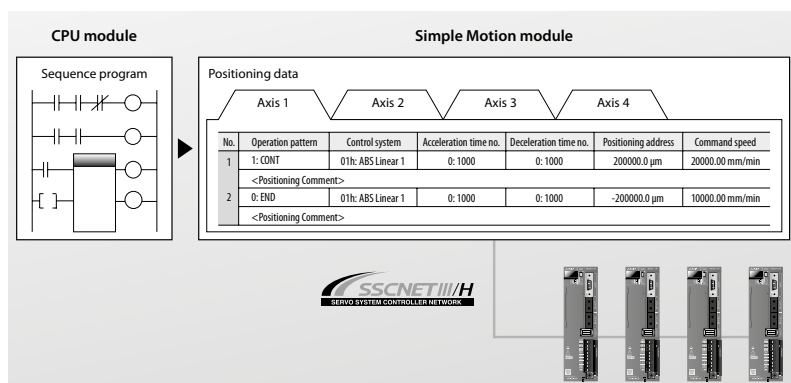 CPU module
Simple Motion module
Sequence program
Positioning data
Axis 1
Axis 2
Axis 3
Axis 4
No. Operation pattern Control system Acceleration time no. Deceleration time no. Positioning address Command speed
1 1: CONT 01h: ABS Linear 1 0: 1000 0: 1000 200000.0 μm 20000.00 mm/min
<Positioning Comment>
2 0: END 01h: ABS Linear 1 0: 1000 0: 1000 -200000.0 μm 10000.00 mm/min
<Positioning Comment>
SSCNETIII/H
SERVO SYSTEM CONTROLLER NETWORK